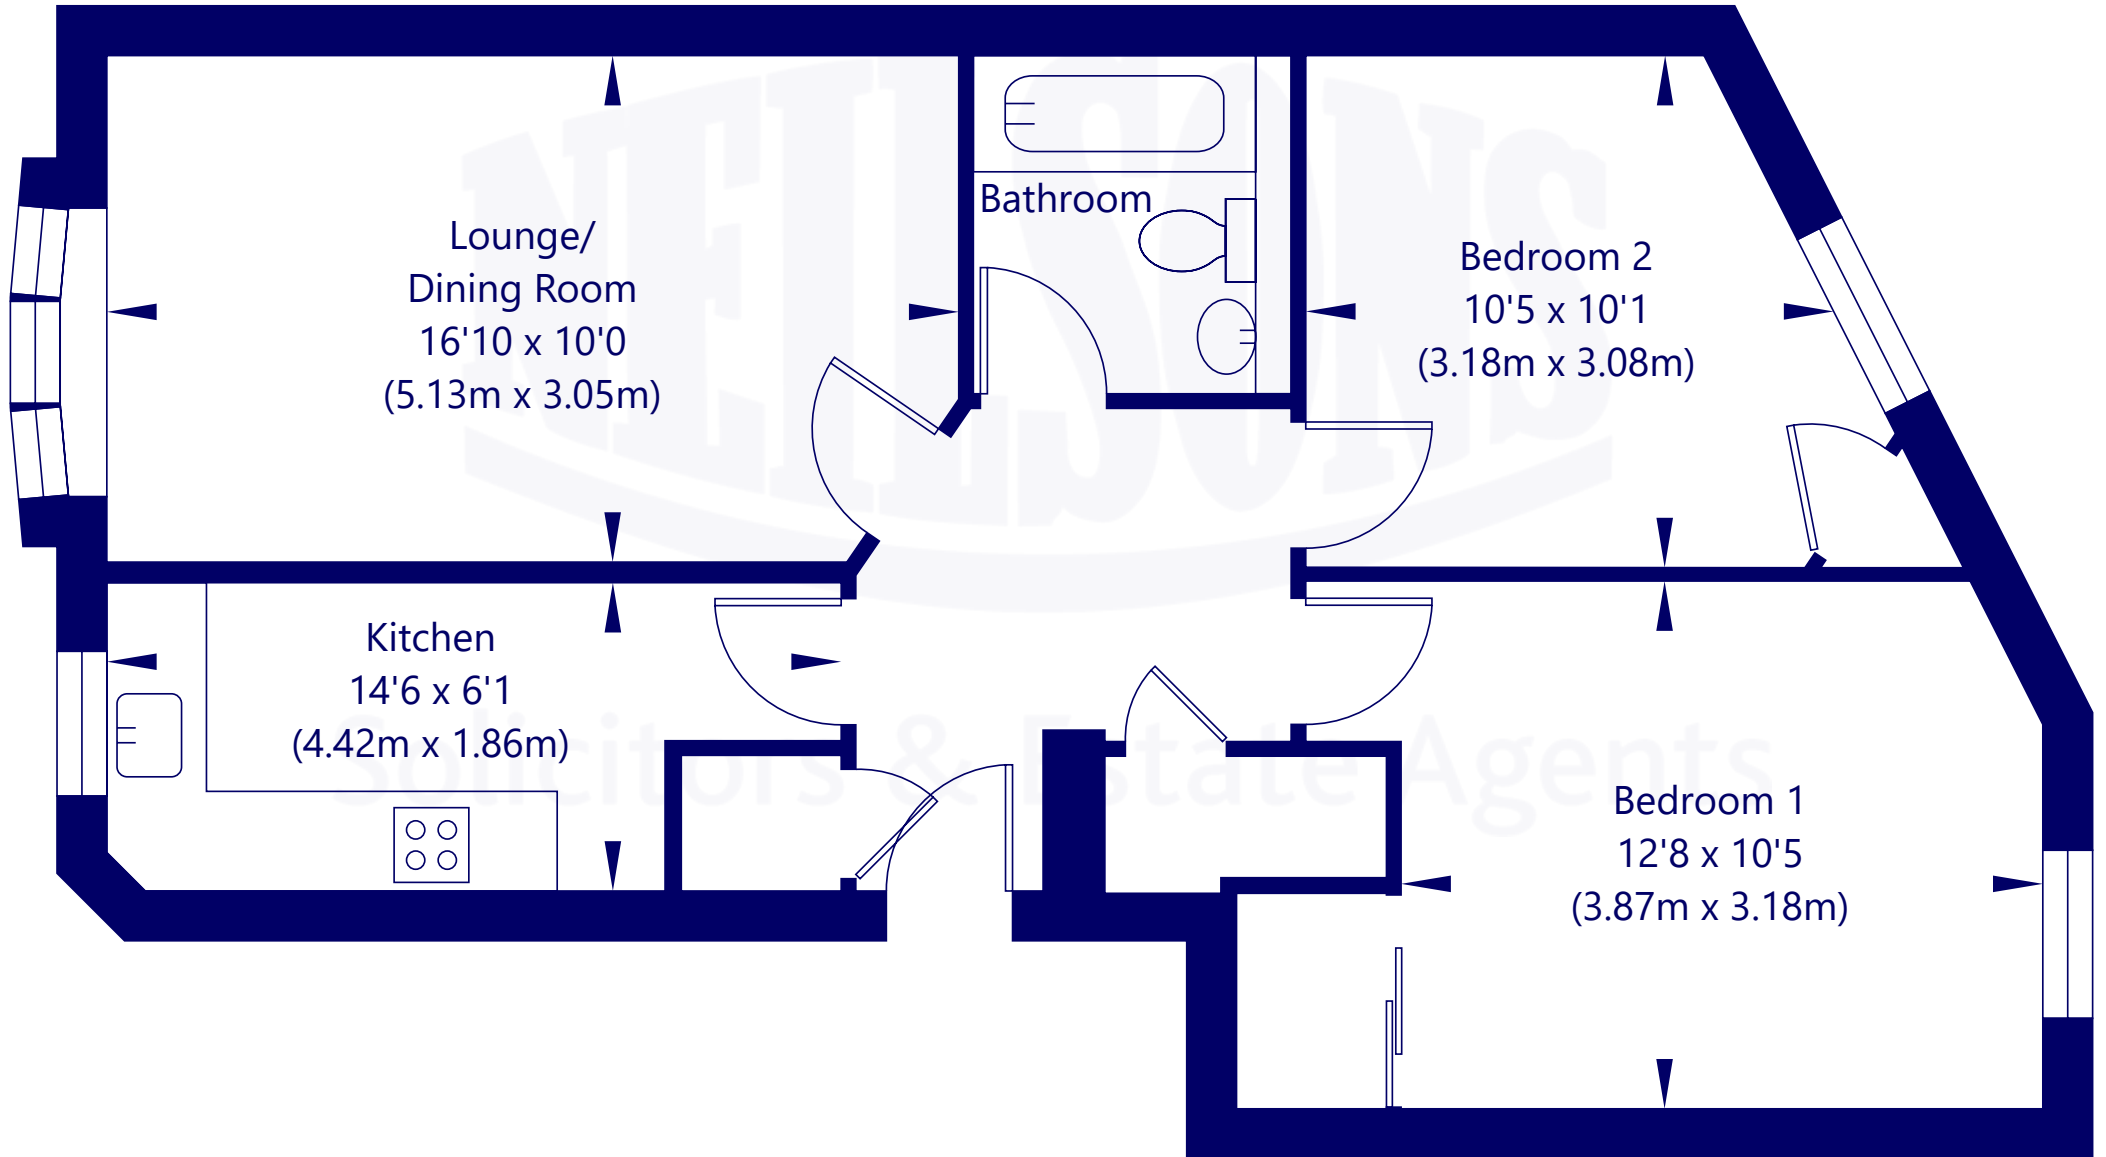 NEILSONS
Solicitors & Estate Agents
Lounge/
Dining Room
16'10 x 10'0
(5.13m x 3.05m)
Bathroom
Bedroom 2
10'5 x 10'1
(3.18m x 3.08m)
Kitchen
14'6 x 6'1
(4.42m x 1.86m)
Bedroom 1
12'8 x 10'5
(3.87m x 3.18m)